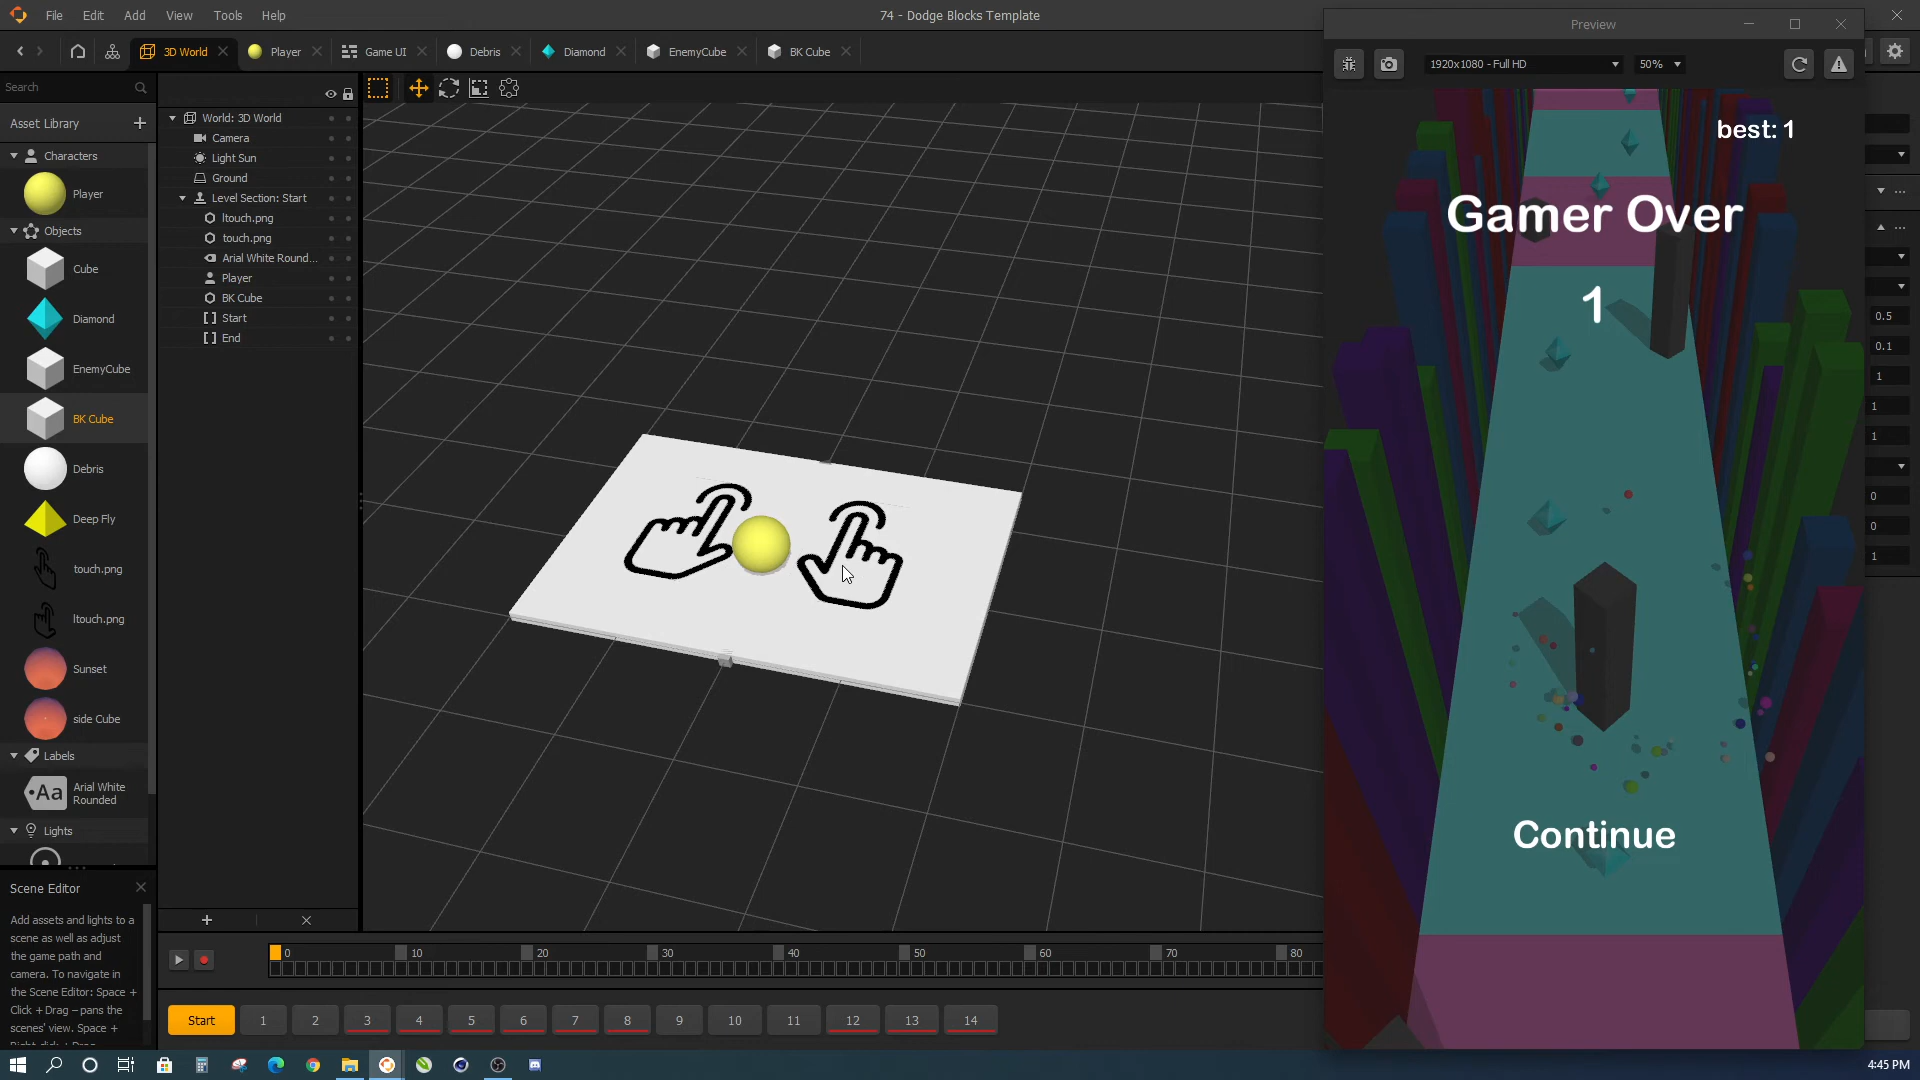 File Edit View Tools Help
74 - Dodge Blocks Template
Preview
3D World
Player
Game UI
Debris
Diamond
EnemyCube
BK Cube
1920x1080 - Full HD
50%
Search
Asset Library
Characters
Player
Objects
Cube
Diamond
EnemyCube
BK Cube
Debris
Deep Fly
touch.png
ltouch.png
Sunset
side Cube
Labels
Aa
Arial White
Rounded
Lights
World: 3D World
Camera
Light Sun
Ground
Level Section: Start
ltouch.png
touch.png
Arial White Round...
Player
BK Cube
Start
End
best: 1
Gamer Over
1
Continue
0.5
0.1
1
1
1
0
0
1
Scene Editor
Add assets and lights to a
scene as well as adjust
the game path and
camera. To navigate in
the Scene Editor: Space +
Click + Drag – pans the
scenes' view. Space +
0 10 20 30 40 50 60 70 80
Start 1 2 3 4 5 6 7 8 9 10 11 12 13 14
4:45 PM